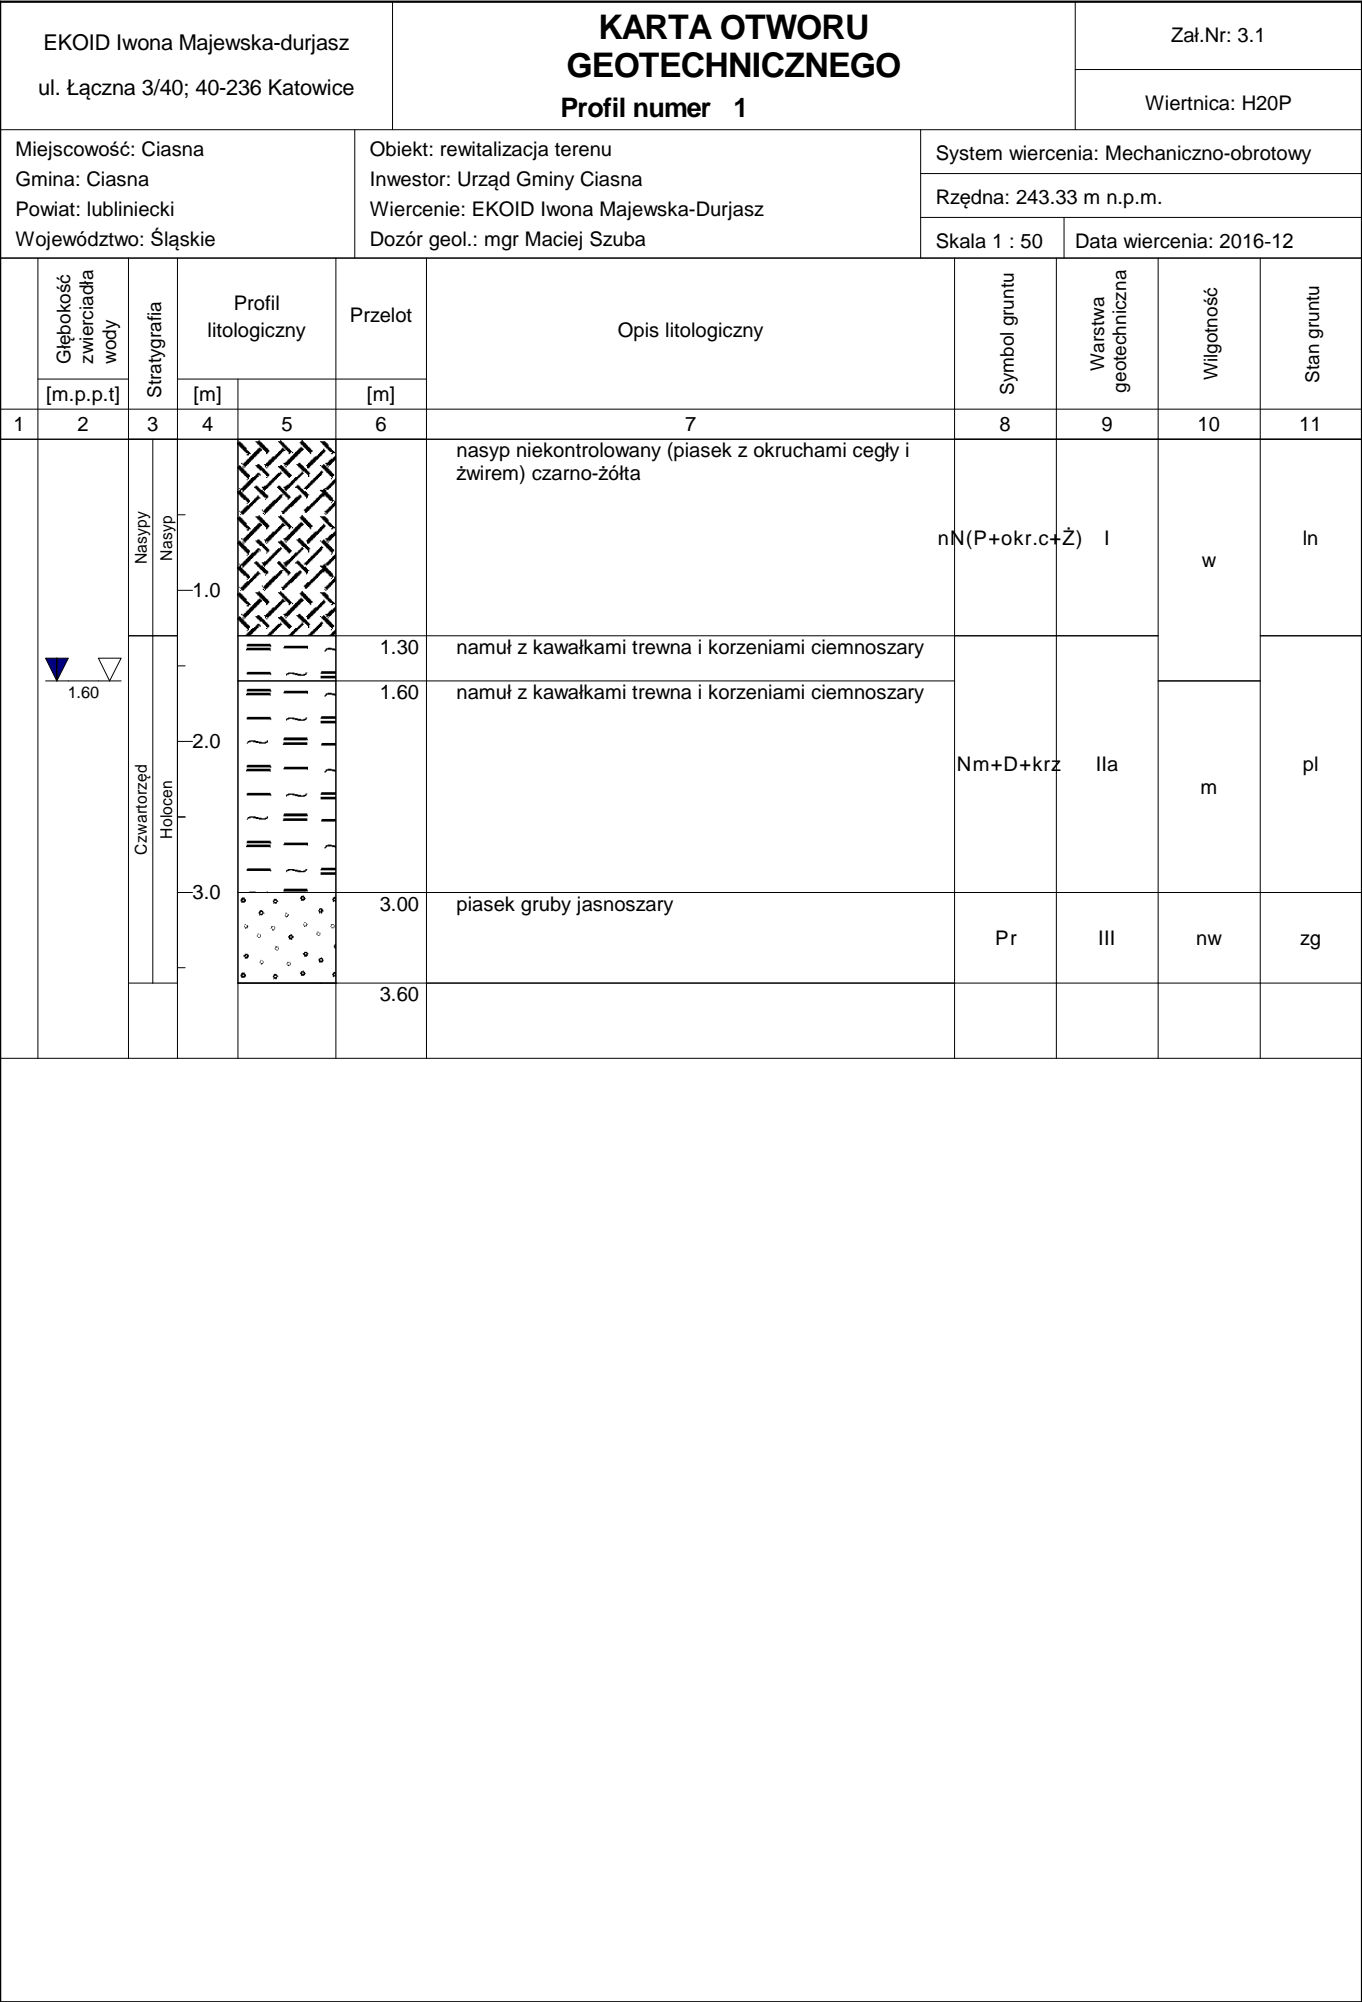 EKOID Iwona Majewska-durjasz
ul. Łączna 3/40; 40-236 Katowice
KARTA OTWORU
GEOTECHNICZNEGO
Profil numer 1
Zał.Nr: 3.1
Wiertnica: H20P
Miejscowość: Ciasna
Gmina: Ciasna
Powiat: lubliniecki
Województwo: Śląskie
Obiekt: rewitalizacja terenu
Inwestor: Urząd Gminy Ciasna
Wiercenie: EKOID Iwona Majewska-Durjasz
Dozór geol.: mgr Maciej Szuba
System wiercenia: Mechaniczno-obrotowy
Rzędna: 243.33 m n.p.m.
Skala 1 : 50
Data wiercenia: 2016-12
Głębokość
zwierciadła
wody
[m.p.p.t]
Stratygrafia
Profil
litologiczny
[m]
Przelot
[m]
Opis litologiczny
Symbol gruntu
Warstwa
geotechniczna
Wilgotność
Stan gruntu
1 2 3 4 5 6 7 8 9 10 11
Nasypy
Nasyp
1.0
nasyp niekontrolowany (piasek z okruchami cegły i
żwirem) czarno-żółta
nN(P+okr.c+Ż)
I
w
ln
1.30
namuł z kawałkami trewna i korzeniami ciemnoszary
1.60
1.60
namuł z kawałkami trewna i korzeniami ciemnoszary
2.0
Czwartorzęd
Holocen
Nm+D+krz
IIa
m
pl
3.0
3.00
piasek gruby jasnoszary
Pr
III
nw
zg
3.60